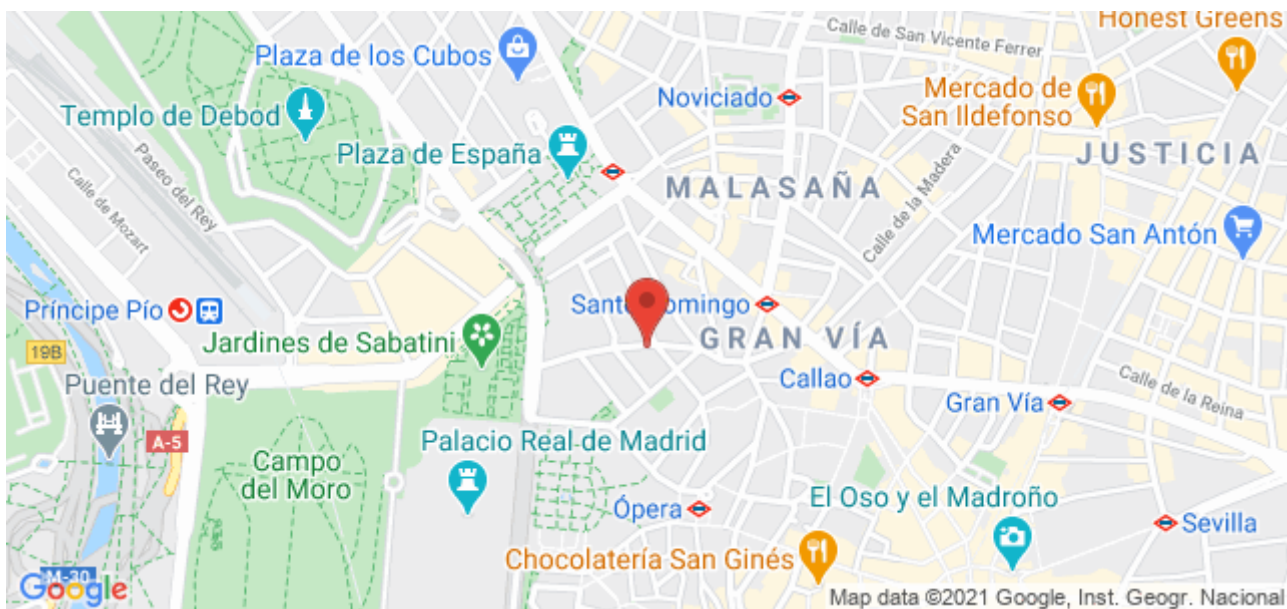 Honest Greens
Calle de San Vicente Ferrer
Plaza de los Cubos
Noviciado
Mercado de
San Ildefonso
Templo de Debod
Plaza de España
JUSTICIA
Paseo del Rey
MALASAÑA
Calle de la Madera
Calle de Mozart
Mercado San Antón
Príncipe Pío
Santo Domingo
19B
Jardines de Sabatini
GRAN VÍA
Puente del Rey
Callao
Calle de la Reina
Gran Vía
A-5
Palacio Real de Madrid
Campo
del Moro
El Oso y el Madroño
Ópera
Sevilla
Chocolatería San Ginés
M-30
Google
Map data ©2021 Google, Inst. Geogr. Nacional